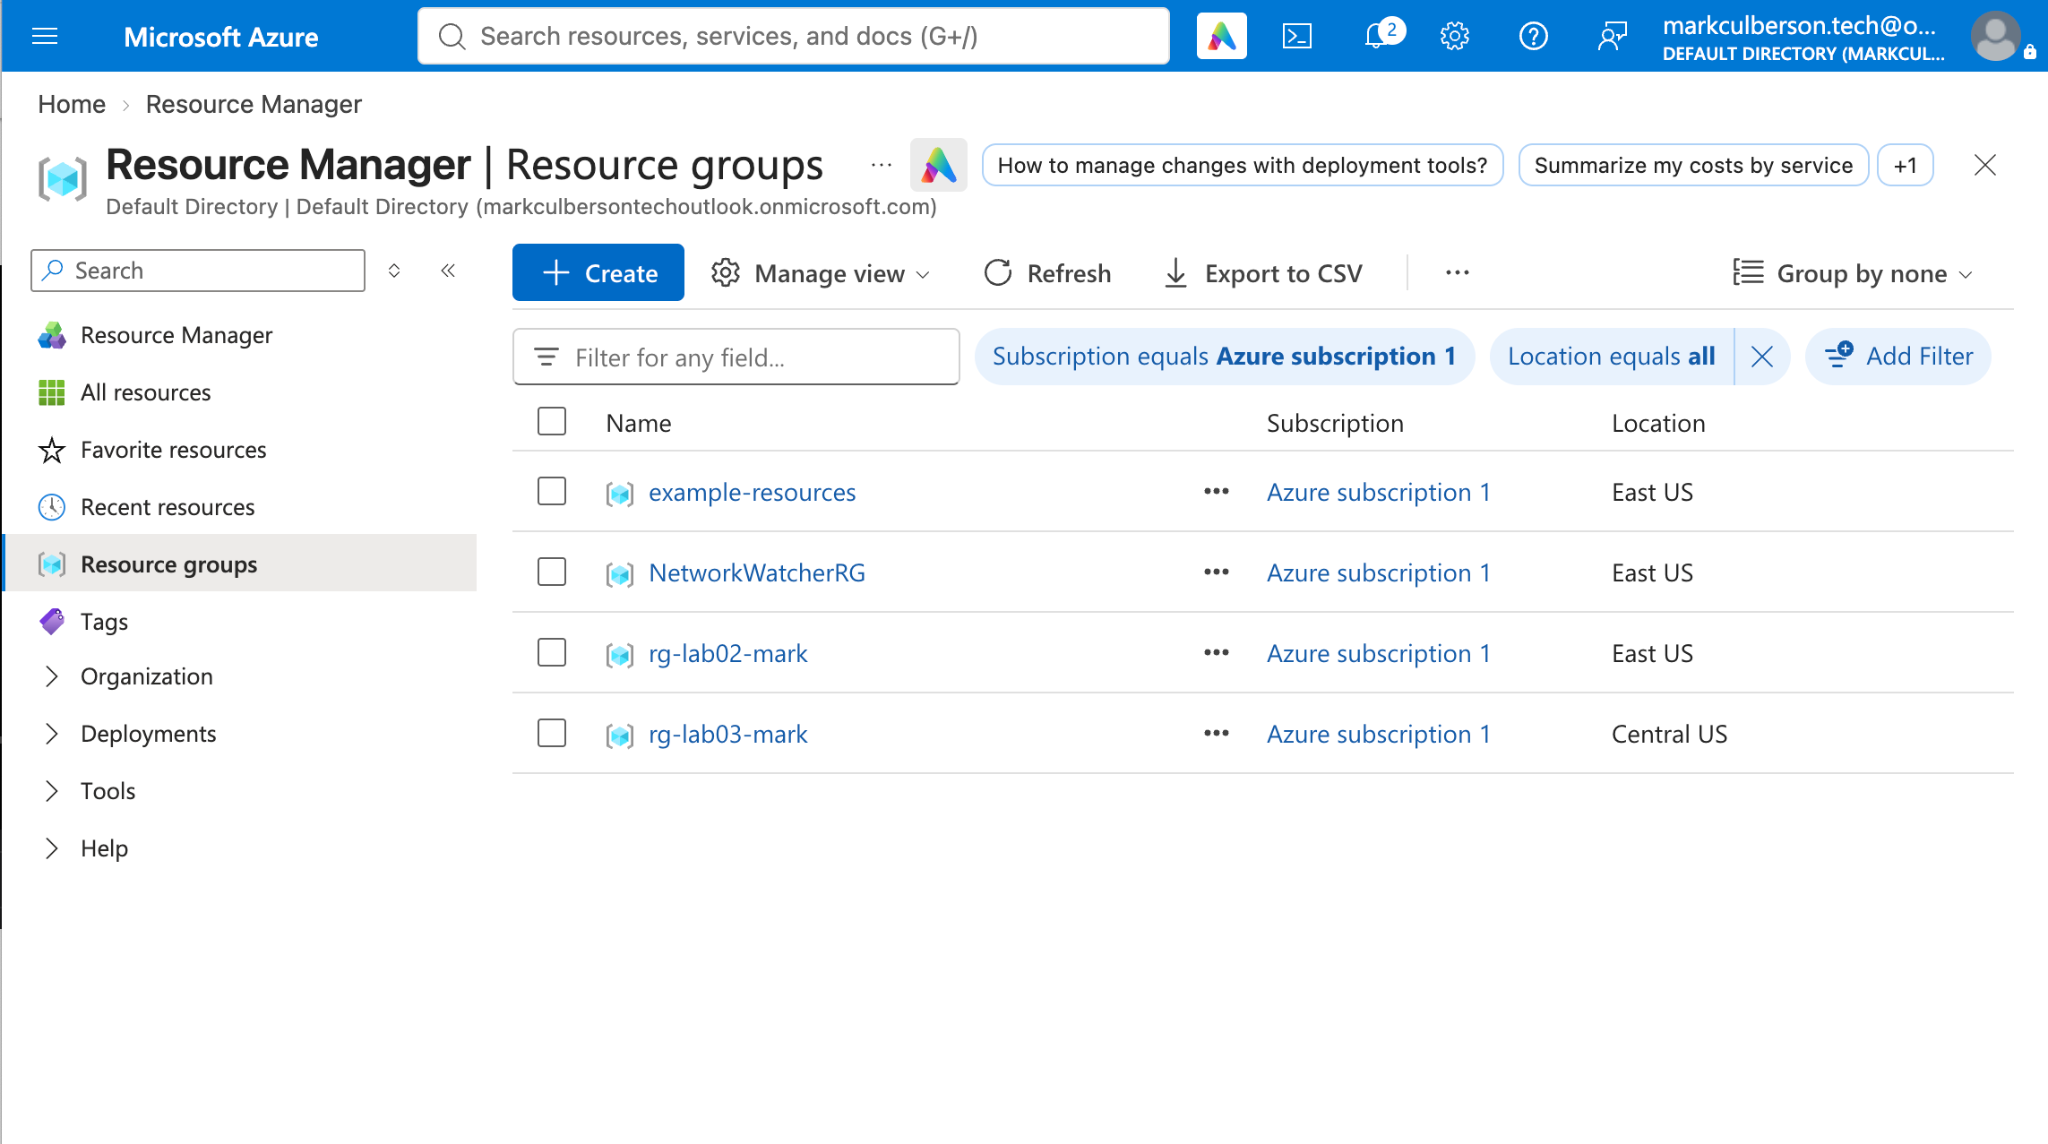 Microsoft Azure
Search resources, services, and docs (G+/)
2
markculberson.tech@o...
DEFAULT DIRECTORY (MARKCUL...
Home > Resource Manager
Resource Manager | Resource groups
...
How to manage changes with deployment tools?
Summarize my costs by service
+1
Default Directory | Default Directory (markculbersontechoutlook.onmicrosoft.com)
Search
Resource Manager
All resources
Favorite resources
Recent resources
Resource groups
Tags
Organization
Deployments
Tools
Help
+ Create
Manage view
Refresh
Export to CSV
...
Group by none
Filter for any field...
Subscription equals Azure subscription 1
Location equals all
Add Filter
Name Subscription Location
example-resources ... Azure subscription 1 East US
NetworkWatcherRG ... Azure subscription 1 East US
rg-lab02-mark ... Azure subscription 1 East US
rg-lab03-mark ... Azure subscription 1 Central US